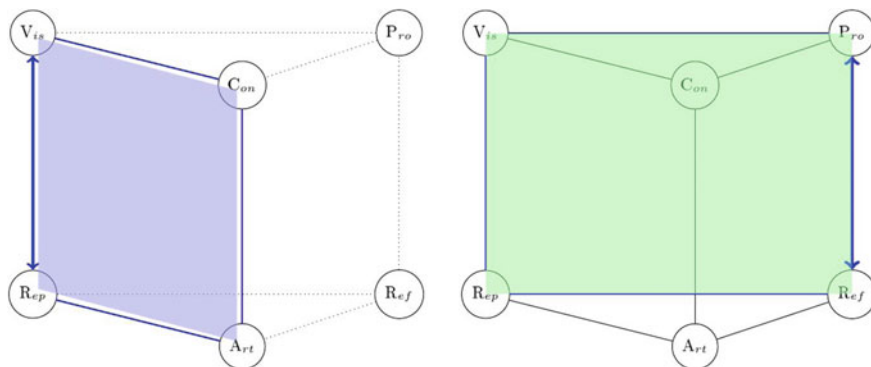 V_is P_ro
C_on
R_ep R_ef
A_rt
V_is P_ro
C_on
R_ep R_ef
A_rt